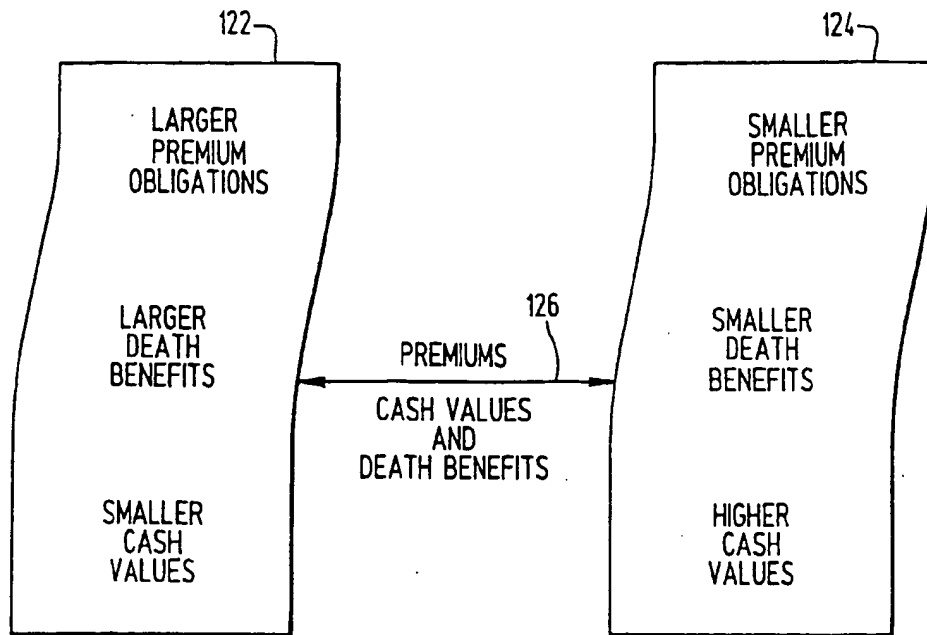 122
LARGER
PREMIUM
OBLIGATIONS
LARGER
DEATH
BENEFITS
SMALLER
CASH
VALUES
126
PREMIUMS
CASH VALUES
AND
DEATH BENEFITS
124
SMALLER
PREMIUM
OBLIGATIONS
SMALLER
DEATH
BENEFITS
HIGHER
CASH
VALUES